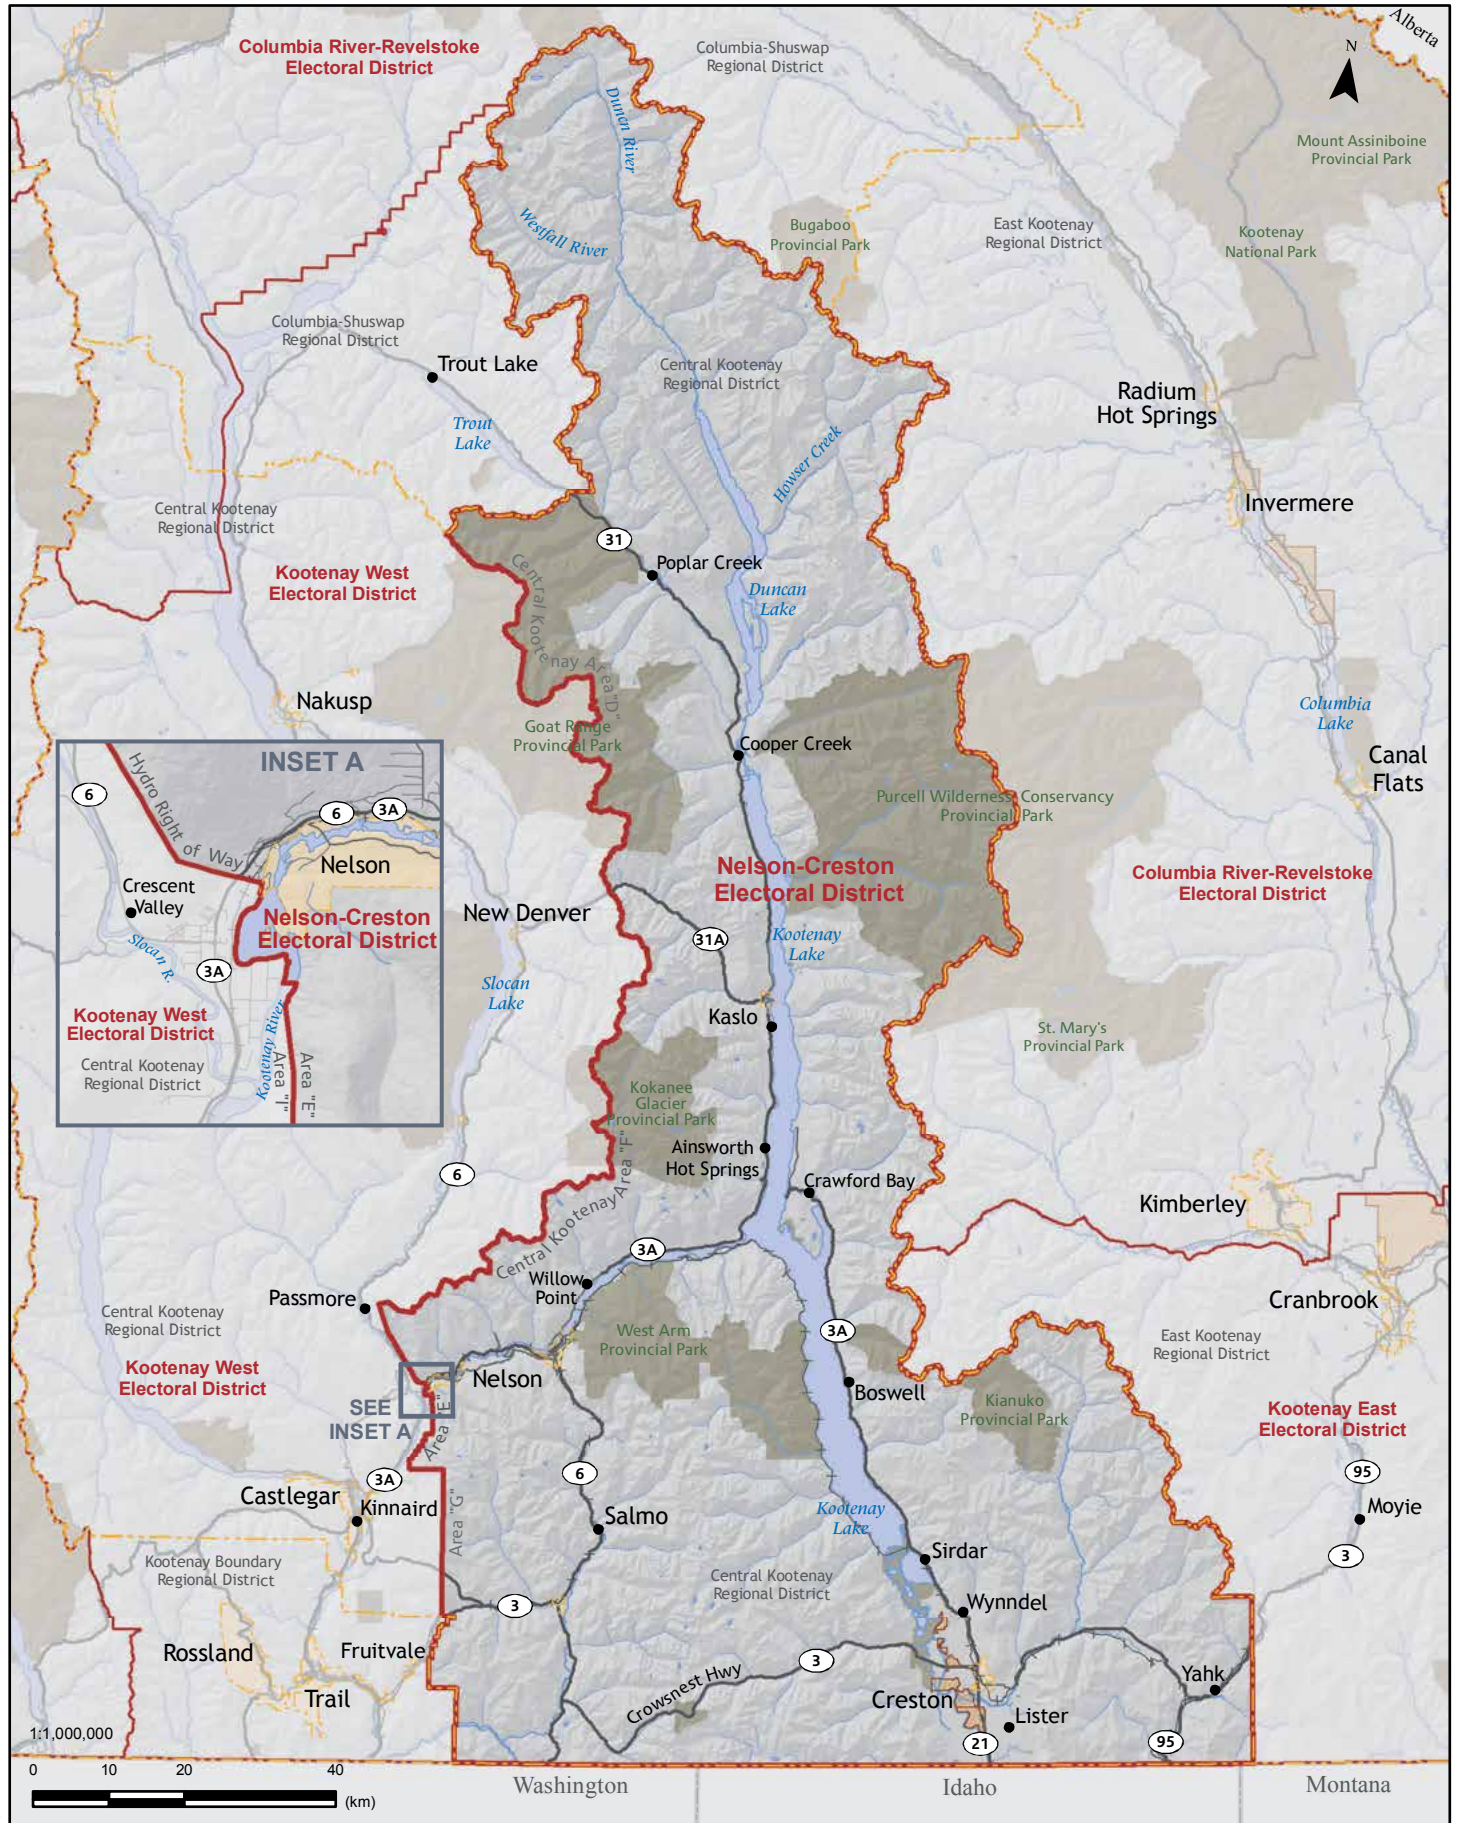 Alberta
Columbia River-Revelstoke
Electoral District
Columbia-Shuswap
Regional District
N
Duncn River
Mount Assiniboine
Provincial Park
Westfall River
Bugaboo
Provincial Park
East Kootenay
Regional District
Kootenay
National Park
Columbia-Shuswap
Regional District
Trout Lake
Central Kootenay
Regional District
Radium
Hot Springs
Trout
Lake
Howser Creek
Central Kootenay
Regional District
Invermere
31
Poplar Creek
Kootenay West
Electoral District
Central Kootenay Area "D"
Duncan
Lake
Nakusp
Goat Range
Provincial Park
Columbia
Lake
Cooper Creek
Canal
Flats
INSET A
Hydro Right of Way
6
6
3A
Nelson
Crescent
Valley
Nelson-Creston
Electoral District
Slocan R.
3A
Kootenay West
Electoral District
Central Kootenay
Regional District
Kootenay River
Area "I"
Area "E"
Purcell Wilderness Conservancy
Provincial Park
Nelson-Creston
Electoral District
Columbia River-Revelstoke
Electoral District
New Denver
31A
Kootenay
Lake
Slocan
Lake
Kaslo
St. Mary's
Provincial Park
Kokanee
Glacier
Provincial Park
Ainsworth
Hot Springs
6
Crawford Bay
Kimberley
Central Kootenay Area "F"
3A
Willow
Point
Passmore
Central Kootenay
Regional District
Cranbrook
3A
West Arm
Provincial Park
East Kootenay
Regional District
Kootenay West
Electoral District
Nelson
Boswell
Kianuko
Provincial Park
SEE
INSET A
Area "E"
Kootenay East
Electoral District
3A
6
95
Castlegar
Kinnaird
Area "G"
Salmo
Kootenay
Lake
Moyie
Sirdar
3
Kootenay Boundary
Regional District
Central Kootenay
Regional District
3
Wynndel
Rossland
Fruitvale
3
Crowsnest Hwy
Yahk
Trail
Creston
Lister
1:1,000,000
21
95
0 10 20 40
(km)
Washington
Idaho
Montana